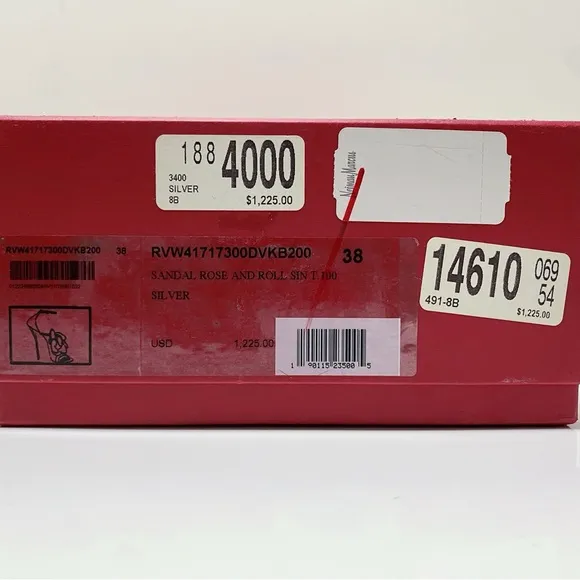 188 4000
3400
SILVER
8B
$1,225.00
Neiman Marcus
RVW41717300DVKB200 38
RVW41717300DVKB200 38
SANDAL ROSE AND ROLL SIN T.100
SILVER
USD 1,225.00
1 90115 23500 5
14610 069
54
491-8B
$1,225.00